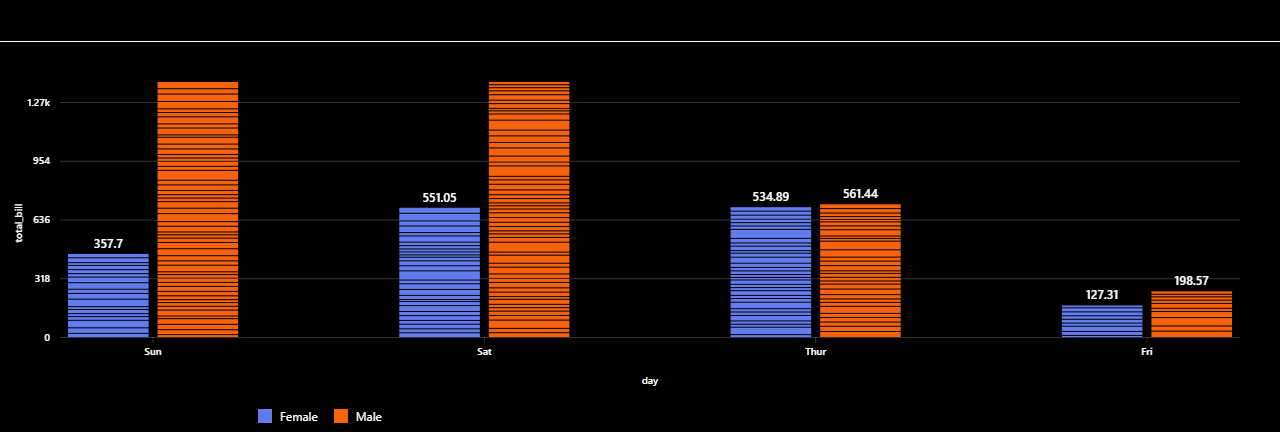 1.27k
954
636
318
0
total_bill
357.7
551.05
534.89
561.44
127.31
198.57
Sun
Sat
Thur
Fri
day
Female
Male